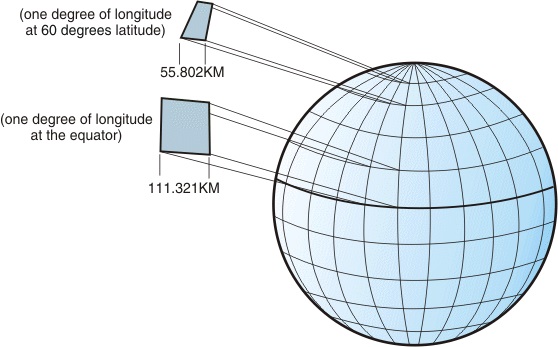 (one degree of longitude
at 60 degrees latitude)
55.802KM
(one degree of longitude
at the equator)
111.321KM